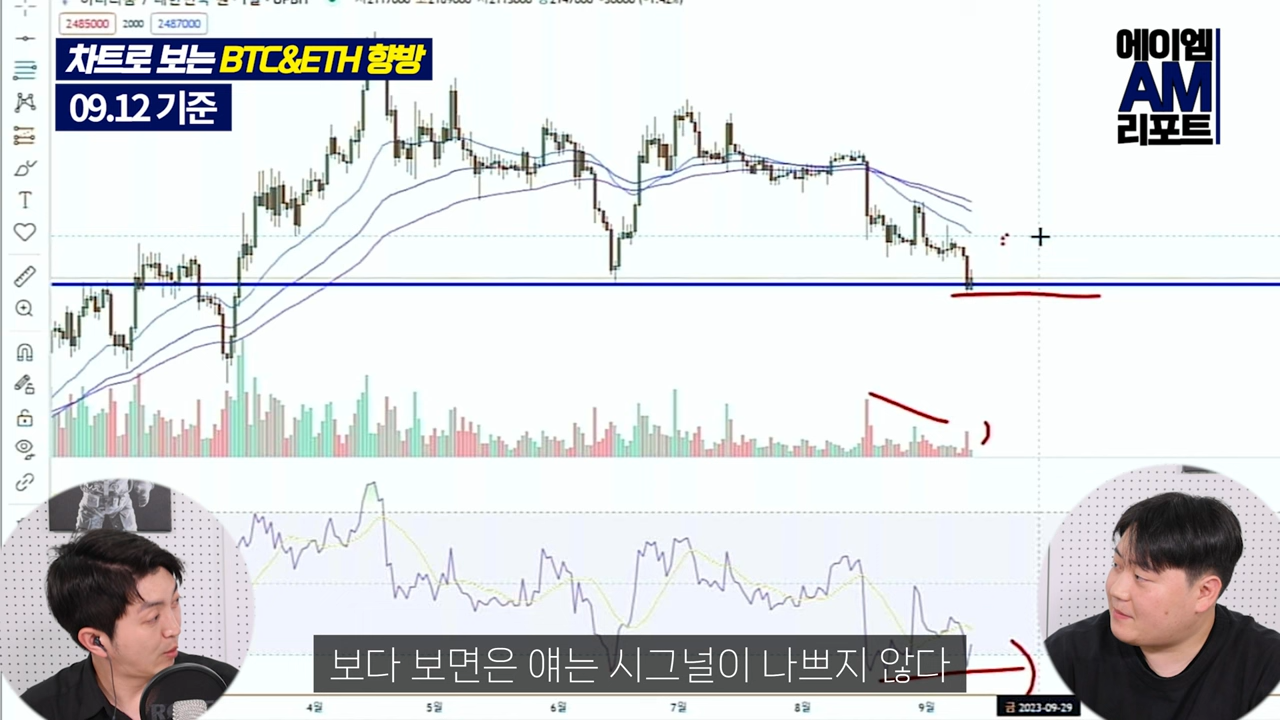 2485000 2000 2487000
차트로 보는 BTC&ETH 향방
09.12 기준
에이엠
AM
리포트
T
보다 보면은 얘는 시그널이 나쁘지 않다
4월 5월 6월 7월 8월 9월 금 2023-09-29